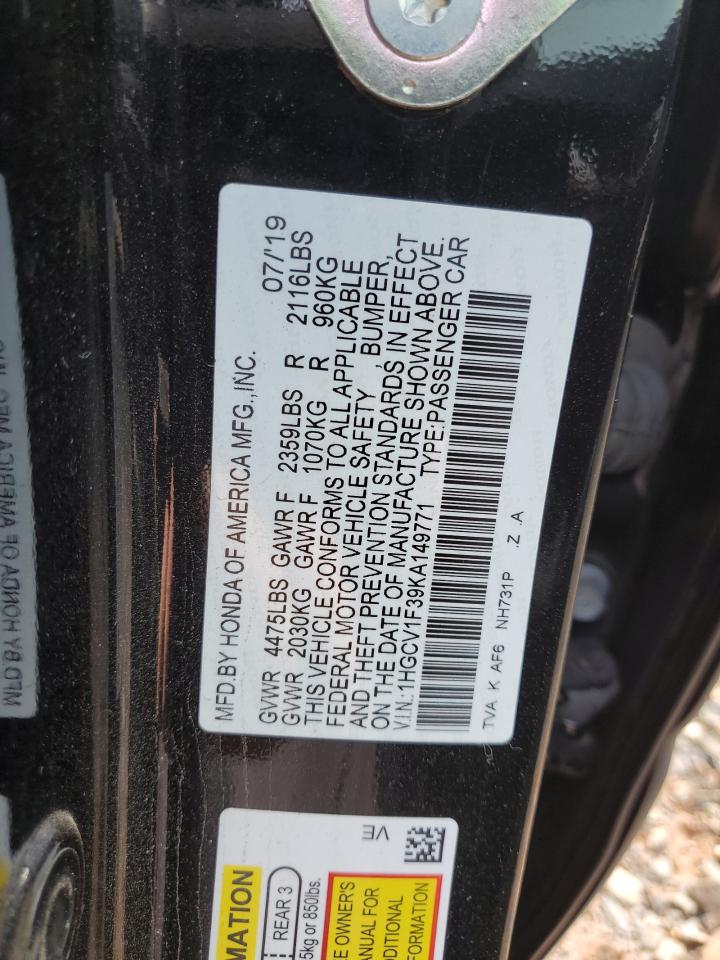 MFD.BY HONDA OF AMERICA MFG.,INC. 07/'19
GVWR 4475LBS GAWR F 2359LBS R 2116LBS
GVWR 2030KG GAWR F 1070KG R 960KG
THIS VEHICLE CONFORMS TO ALL APPLICABLE
FEDERAL MOTOR VEHICLE SAFETY , BUMPER,
AND THEFT PREVENTION STANDARDS IN EFFECT
ON THE DATE OF MANUFACTURE SHOWN ABOVE.
V.I.N.:1HGCV1F39KA149771 TYPE:PASSENGER CAR
TVA K AF6 NH731P .Z .A
VE
MATION
REAR 3
5kg or 850lbs.
E OWNER'S
ANUAL FOR
DDITIONAL
FORMATION